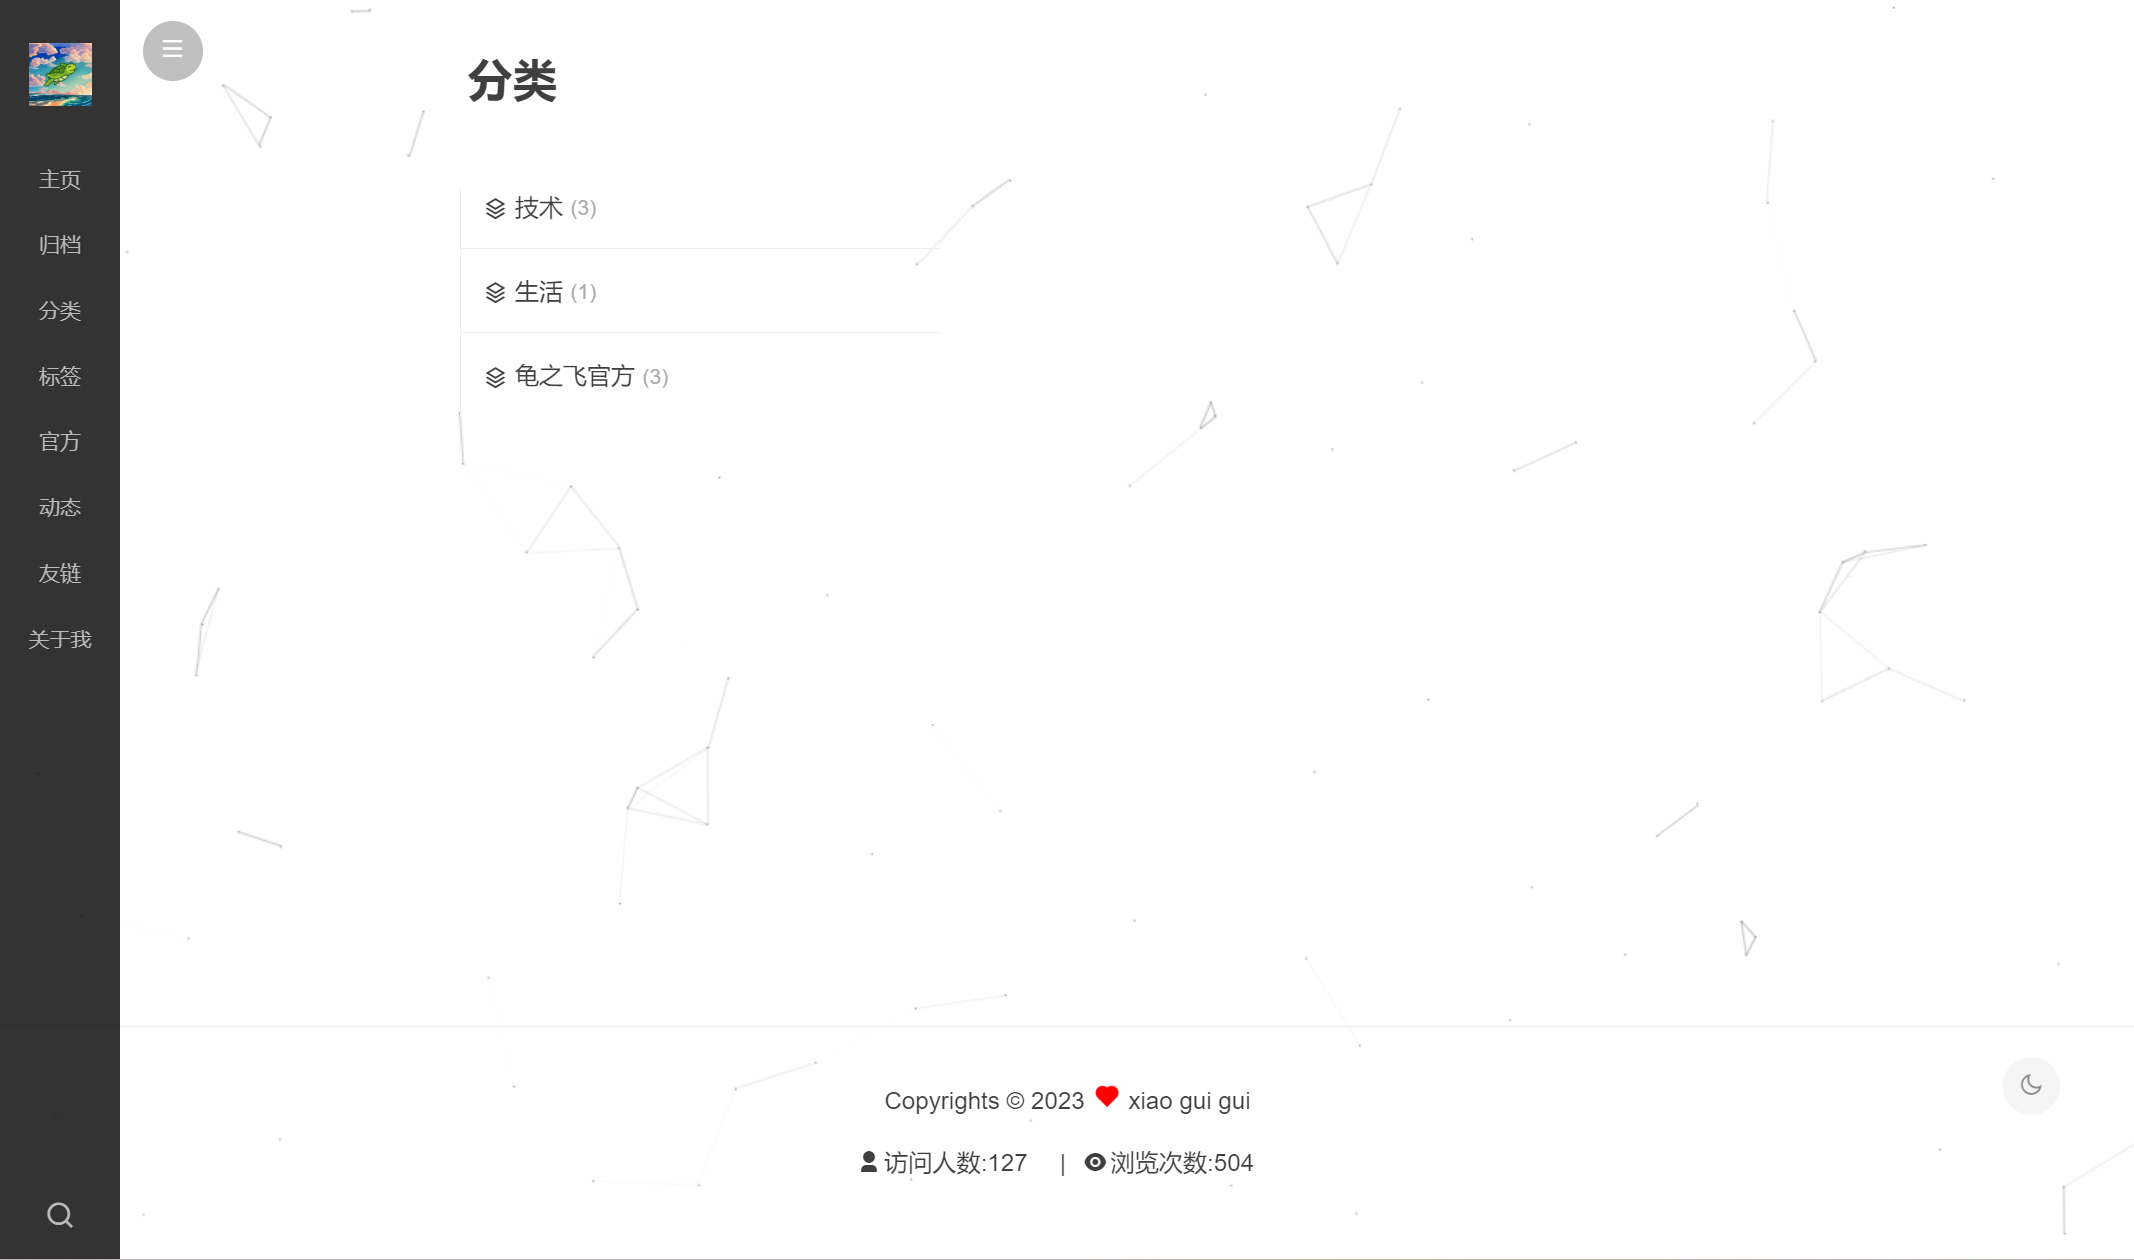 主页
归档
分类
标签
官方
动态
友链
关于我
分类
技术 (3)
生活 (1)
龟之飞官方 (3)
Copyrights © 2023 xiao gui gui
访问人数:127 | 浏览次数:504